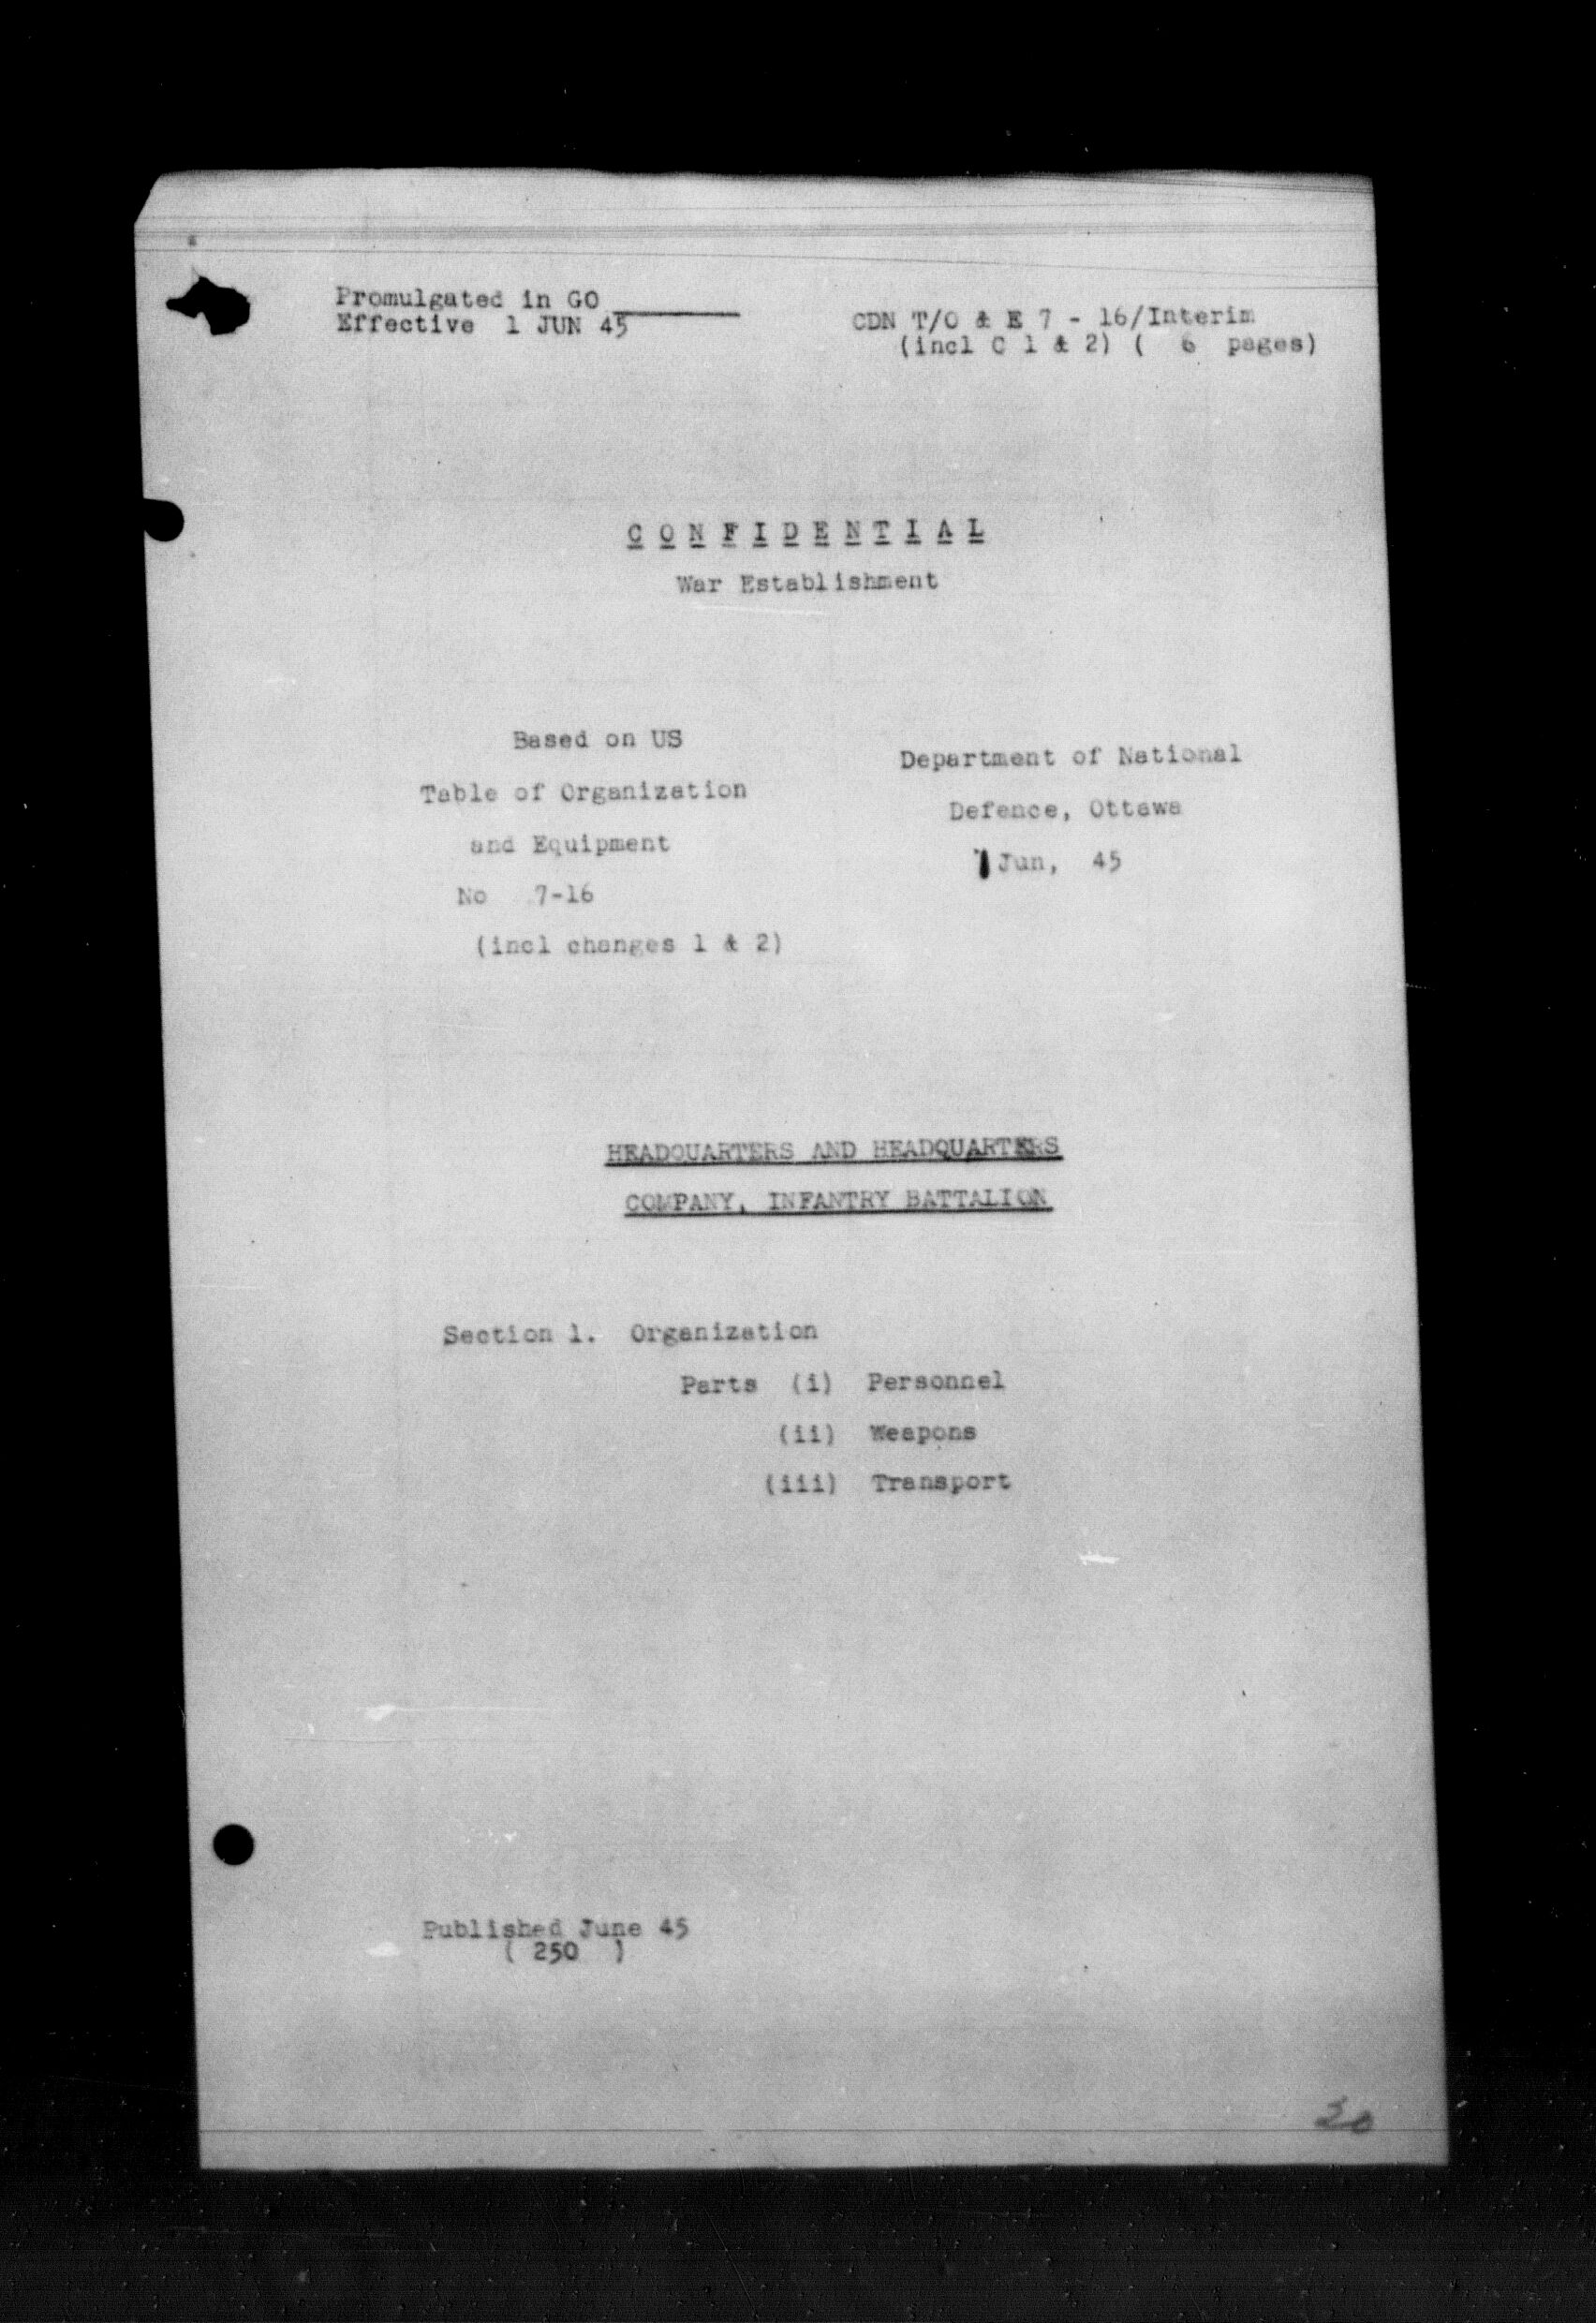 Promulgated in GO ________
Effective 1 JUN 45
CDN T/O & E 7 - 16/Interim
(incl C 1 & 2) ( 6 pages)
C O N F I D E N T I A L
War Establishment
Based on US
Table of Organization
and Equipment
No 7-16
(incl changes 1 & 2)
Department of National
Defence, Ottawa
1 Jun, 45
HEADQUARTERS AND HEADQUARTERS
COMPANY, INFANTRY BATTALION
Section 1. Organization
Parts (i) Personnel
(ii) Weapons
(iii) Transport
Published June 45
( 250 )
30